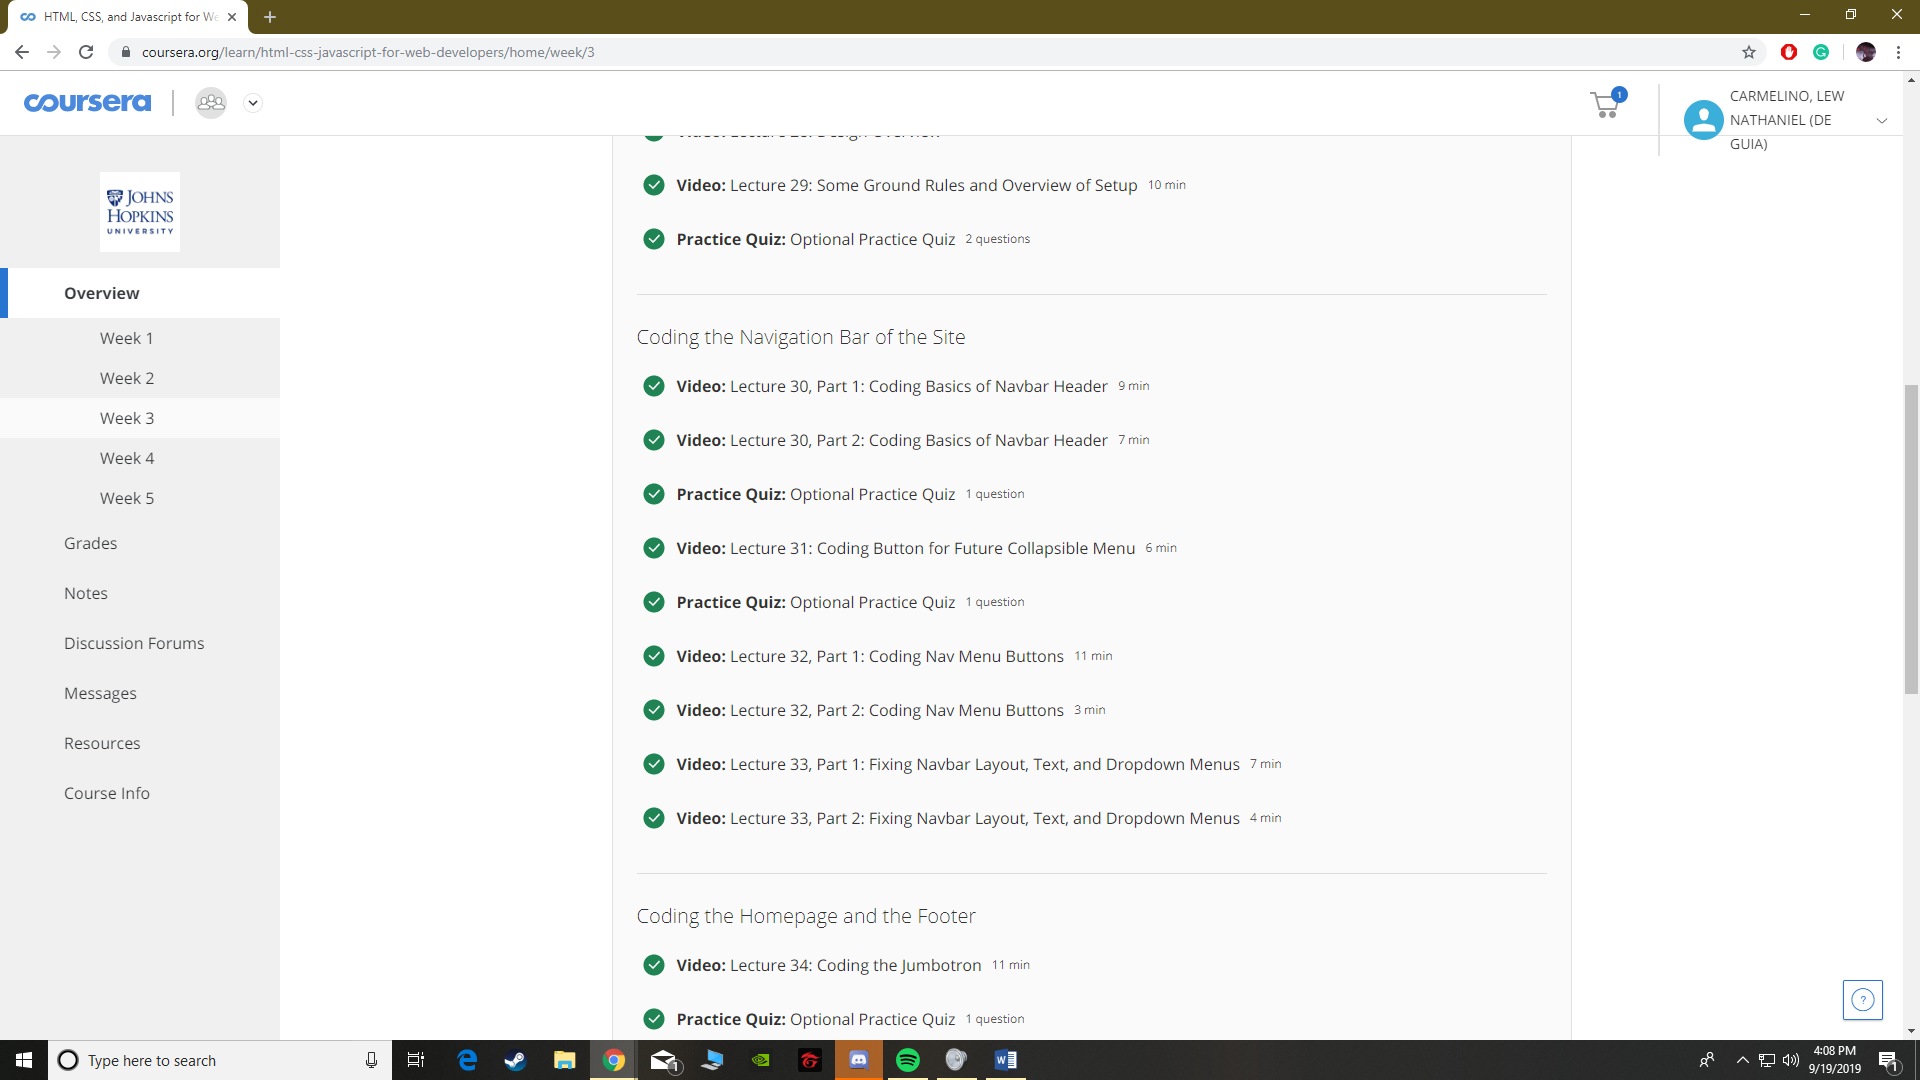 HTML, CSS, and Javascript for We
coursera.org/learn/html-css-javascript-for-web-developers/home/week/3
coursera
1
CARMELINO, LEW
NATHANIEL (DE
GUIA)
JOHNS
HOPKINS
UNIVERSITY
Overview
Week 1
Week 2
Week 3
Week 4
Week 5
Grades
Notes
Discussion Forums
Messages
Resources
Course Info
Video: Lecture 29: Some Ground Rules and Overview of Setup 10 min
Practice Quiz: Optional Practice Quiz 2 questions
Coding the Navigation Bar of the Site
Video: Lecture 30, Part 1: Coding Basics of Navbar Header 9 min
Video: Lecture 30, Part 2: Coding Basics of Navbar Header 7 min
Practice Quiz: Optional Practice Quiz 1 question
Video: Lecture 31: Coding Button for Future Collapsible Menu 6 min
Practice Quiz: Optional Practice Quiz 1 question
Video: Lecture 32, Part 1: Coding Nav Menu Buttons 11 min
Video: Lecture 32, Part 2: Coding Nav Menu Buttons 3 min
Video: Lecture 33, Part 1: Fixing Navbar Layout, Text, and Dropdown Menus 7 min
Video: Lecture 33, Part 2: Fixing Navbar Layout, Text, and Dropdown Menus 4 min
Coding the Homepage and the Footer
Video: Lecture 34: Coding the Jumbotron 11 min
Practice Quiz: Optional Practice Quiz 1 question
?
Type here to search
1
4:08 PM
9/19/2019
1